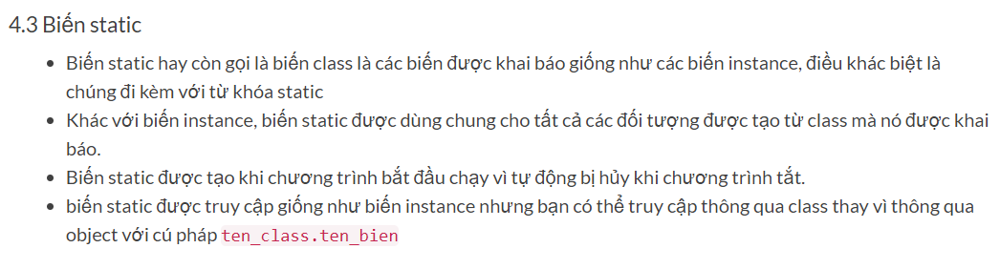 4.3 Biến static
Biến static hay còn gọi là biến class là các biến được khai báo giống như các biến instance, điều khác biệt là
chúng đi kèm với từ khóa static
Khác với biến instance, biến static được dùng chung cho tất cả các đối tượng được tạo từ class mà nó được khai
báo.
Biến static được tạo khi chương trình bắt đầu chạy vì tự động bị hủy khi chương trình tắt.
biến static được truy cập giống như biến instance nhưng bạn có thể truy cập thông qua class thay vì thông qua
object với cú pháp ten_class.ten_bien